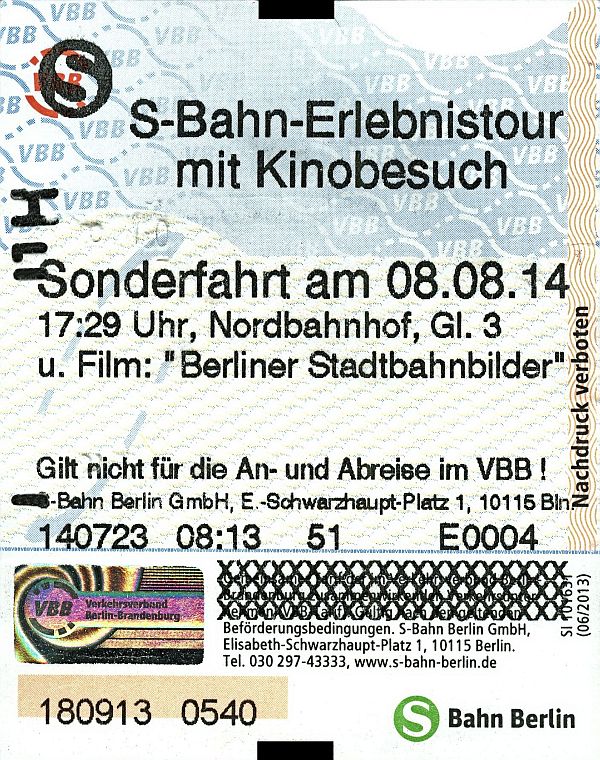 S
S-Bahn-Erlebnistour
mit Kinobesuch
Sonderfahrt am 08.08.14
17:29 Uhr, Nordbahnhof, Gl. 3
u. Film: "Berliner Stadtbahnbilder"
Gilt nicht für die An- und Abreise im VBB !
S-Bahn Berlin GmbH, E.-Schwarzhaupt-Platz 1, 10115 Bln
140723 08:13 51 E0004
Nachdruck verboten
VBB Verkehrsverbund
Berlin-Brandenburg
Beförderungsbedingungen. S-Bahn Berlin GmbH,
Elisabeth-Schwarzhaupt-Platz 1, 10115 Berlin.
Tel. 030 297-43333, www.s-bahn-berlin.de
(06/2013)
180913 0540
S Bahn Berlin